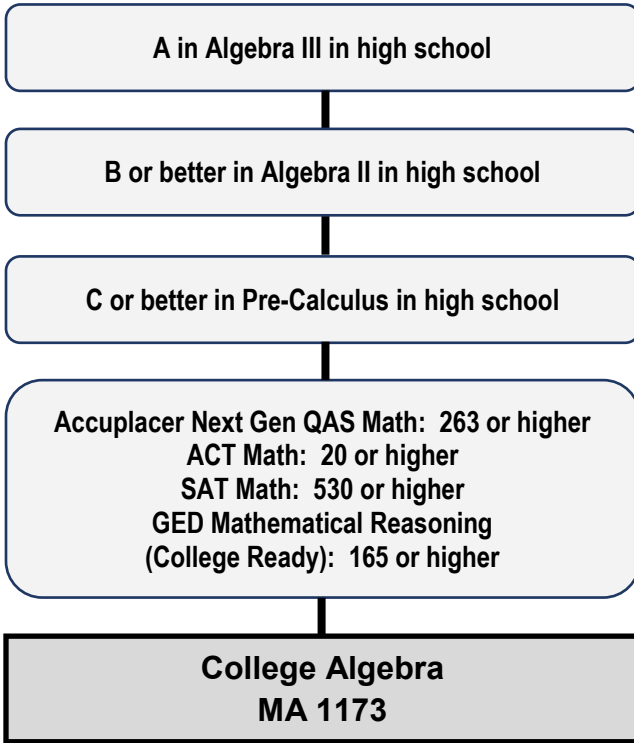 A in Algebra III in high school
B or better in Algebra II in high school
C or better in Pre-Calculus in high school
Accuplacer Next Gen QAS Math: 263 or higher
ACT Math: 20 or higher
SAT Math: 530 or higher
GED Mathematical Reasoning
(College Ready): 165 or higher
College Algebra
MA 1173